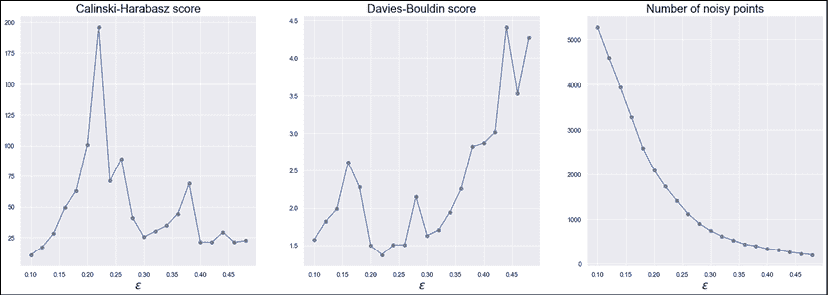 Calinski-Harabasz score
200
175
150
125
100
75
50
25
0.10 0.15 0.20 0.25 0.30 0.35 0.40 0.45
ε
Davies-Bouldin score
4.5
4.0
3.5
3.0
2.5
2.0
1.5
0.10 0.15 0.20 0.25 0.30 0.35 0.40 0.45
ε
Number of noisy points
5000
4000
3000
2000
1000
0
0.10 0.15 0.20 0.25 0.30 0.35 0.40 0.45
ε